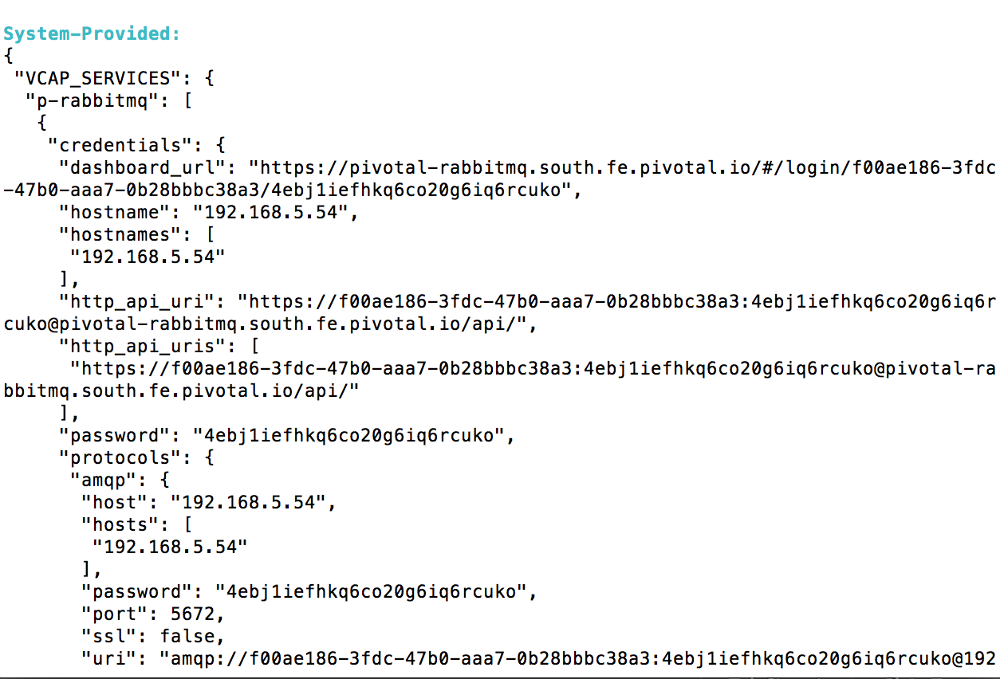 System-Provided:
{
 "VCAP_SERVICES": {
  "p-rabbitmq": [
   {
    "credentials": {
     "dashboard_url": "https://pivotal-rabbitmq.south.fe.pivotal.io/#/login/f00ae186-3fdc
-47b0-aaa7-0b28bbbc38a3/4ebj1iefhkq6co20g6iq6rcuko",
     "hostname": "192.168.5.54",
     "hostnames": [
      "192.168.5.54"
     ],
     "http_api_uri": "https://f00ae186-3fdc-47b0-aaa7-0b28bbbc38a3:4ebj1iefhkq6co20g6iq6r
cuko@pivotal-rabbitmq.south.fe.pivotal.io/api/",
     "http_api_uris": [
      "https://f00ae186-3fdc-47b0-aaa7-0b28bbbc38a3:4ebj1iefhkq6co20g6iq6rcuko@pivotal-ra
bbitmq.south.fe.pivotal.io/api/"
     ],
     "password": "4ebj1iefhkq6co20g6iq6rcuko",
     "protocols": {
      "amqp": {
       "host": "192.168.5.54",
       "hosts": [
        "192.168.5.54"
       ],
       "password": "4ebj1iefhkq6co20g6iq6rcuko",
       "port": 5672,
       "ssl": false,
       "uri": "amqp://f00ae186-3fdc-47b0-aaa7-0b28bbbc38a3:4ebj1iefhkq6co20g6iq6rcuko@192